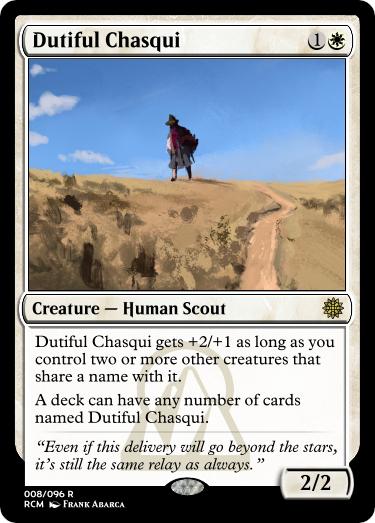 Dutiful Chasqui 1
Creature — Human Scout
Dutiful Chasqui gets +2/+1 as long as you
control two or more other creatures that
share a name with it.
A deck can have any number of cards
named Dutiful Chasqui.
“Even if this delivery will go beyond the stars,
it’s still the same relay as always.”
2/2
008/096 R
RCM Frank Abarca